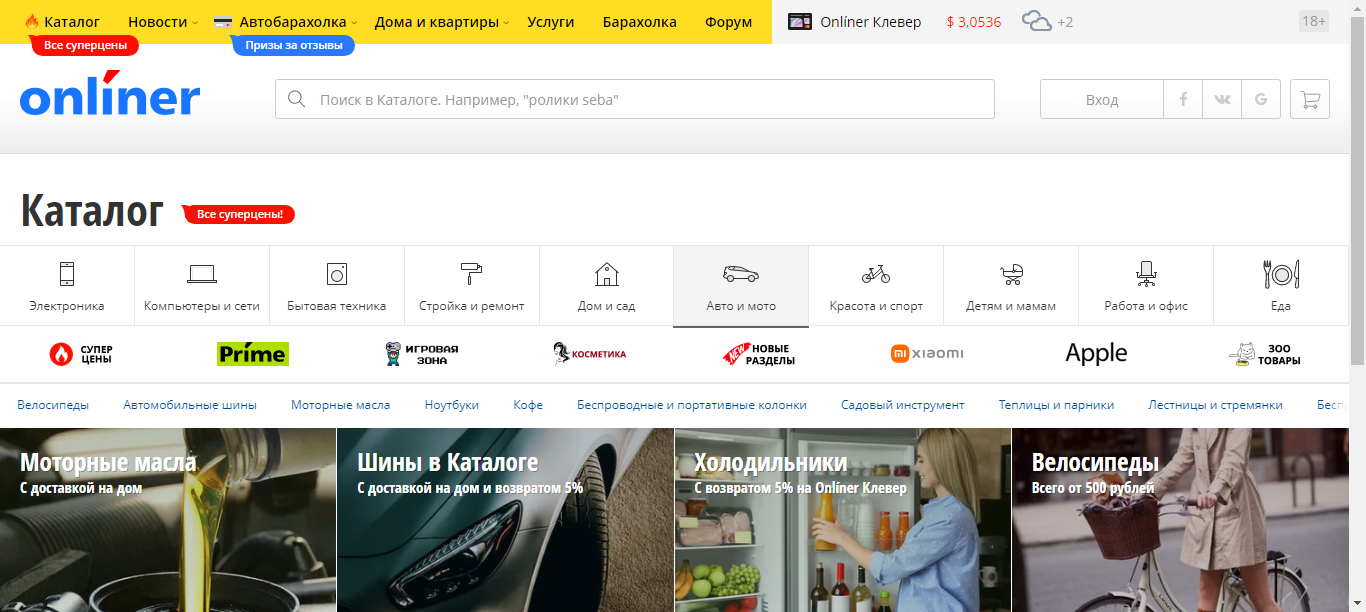 Каталог
Новости
Автобарахолка
Дома и квартиры
Услуги
Барахолка
Форум
Onlíner Клевер
$ 3,0536
+2
18+
Все суперцены
Призы за отзывы
onlíner
Поиск в Каталоге. Например, "ролики seba"
Вход
Каталог
Все суперцены!
Электроника
Компьютеры и сети
Бытовая техника
Стройка и ремонт
Дом и сад
Авто и мото
Красота и спорт
Детям и мамам
Работа и офис
Еда
СУПЕР
ЦЕНЫ
Príme
ИГРОВАЯ
ЗОНА
КОСМЕТИКА
NEW
НОВЫЕ
РАЗДЕЛЫ
xiaomi
Apple
ЗОО
ТОВАРЫ
Велосипеды
Автомобильные шины
Моторные масла
Ноутбуки
Кофе
Беспроводные и портативные колонки
Садовый инструмент
Теплицы и парники
Лестницы и стремянки
Моторные масла
С доставкой на дом
Шины в Каталоге
С доставкой на дом и возвратом 5%
Холодильники
С возвратом 5% на Onlíner Клевер
Велосипеды
Всего от 500 рублей